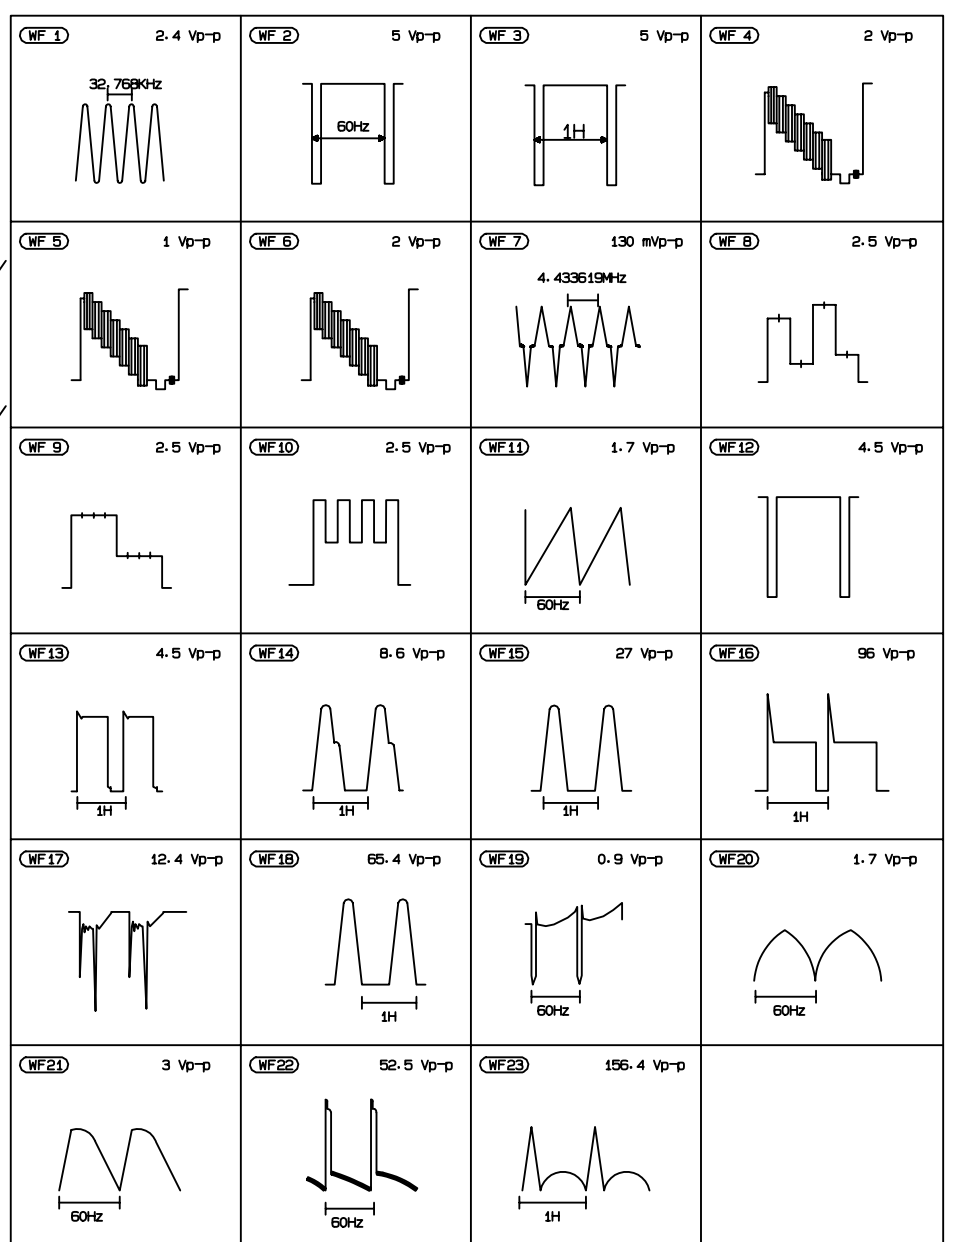 WF 1 2.4 Vp-p
32.768KHz
WF 2 5 Vp-p
60Hz
WF 3 5 Vp-p
1H
WF 4 2 Vp-p
WF 5 1 Vp-p
WF 6 2 Vp-p
WF 7 130 mVp-p
4.433619MHz
WF 8 2.5 Vp-p
WF 9 2.5 Vp-p
WF10 2.5 Vp-p
WF11 1.7 Vp-p
60Hz
WF12 4.5 Vp-p
WF13 4.5 Vp-p
1H
WF14 8.6 Vp-p
1H
WF15 27 Vp-p
1H
WF16 96 Vp-p
1H
WF17 12.4 Vp-p
WF18 65.4 Vp-p
1H
WF19 0.9 Vp-p
60Hz
WF20 1.7 Vp-p
60Hz
WF21 3 Vp-p
60Hz
WF22 52.5 Vp-p
60Hz
WF23 156.4 Vp-p
1H